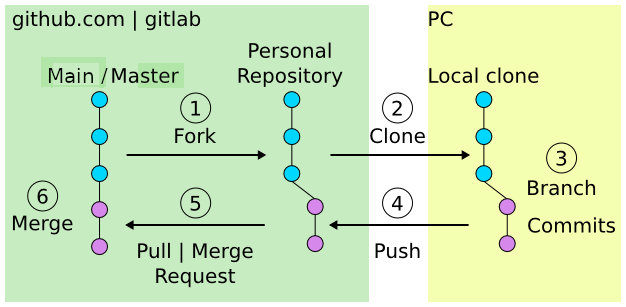 github.com | gitlab
PC
Main / Master
Personal
Repository
Local clone
1
Fork
2
Clone
3
Branch
Commits
6
Merge
5
Pull | Merge
Request
4
Push